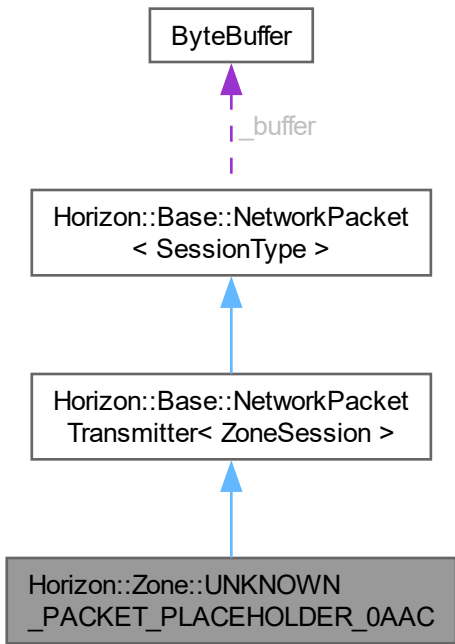 ByteBuffer
_buffer
Horizon::Base::NetworkPacket
< SessionType >
Horizon::Base::NetworkPacket
Transmitter< ZoneSession >
Horizon::Zone::UNKNOWN
_PACKET_PLACEHOLDER_0AAC